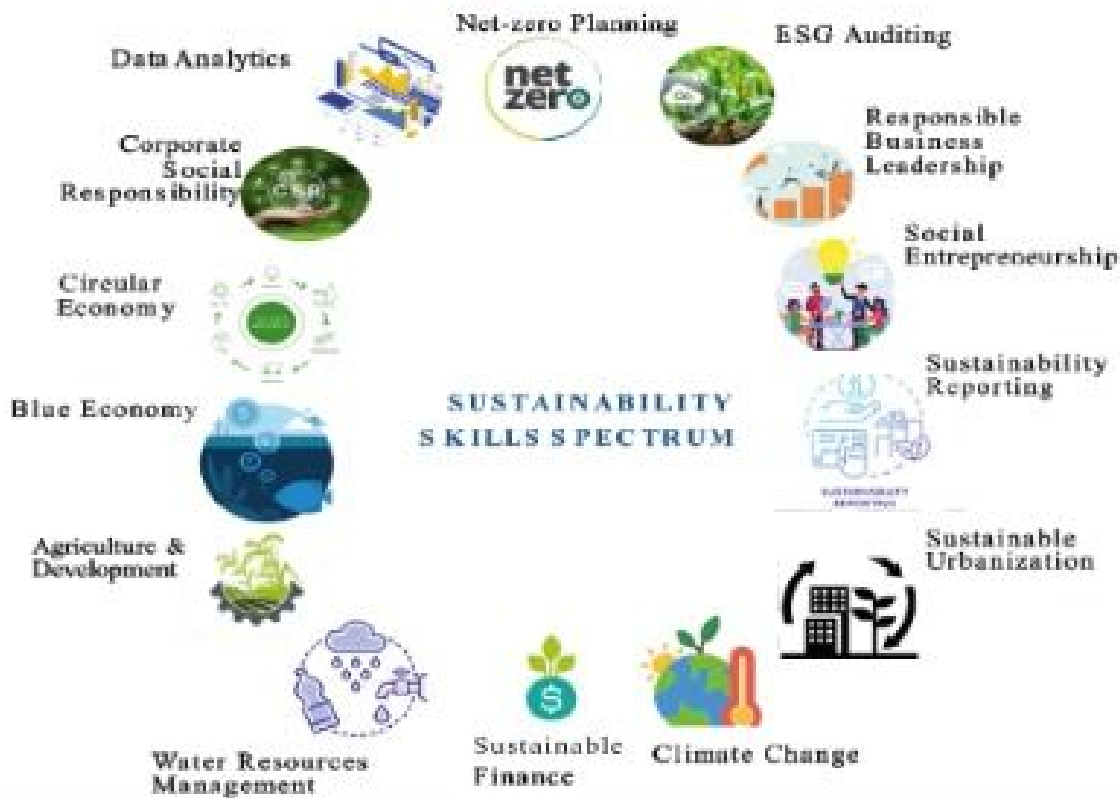 Net-zero Planning
net
zero
ESG Auditing
Data Analytics
Responsible
Business
Leadership
Corporate
Social
Responsibility
CSR
Social
Entrepreneurship
Circular
Economy
Sustainability
Reporting
Blue Economy
SUSTAINABILITY
SKILLS SPECTRUM
SUSTAINABILITY
REPORTING
Agriculture &
Development
Sustainable
Urbanization
$
Water Resources
Management
Sustainable
Finance
Climate Change